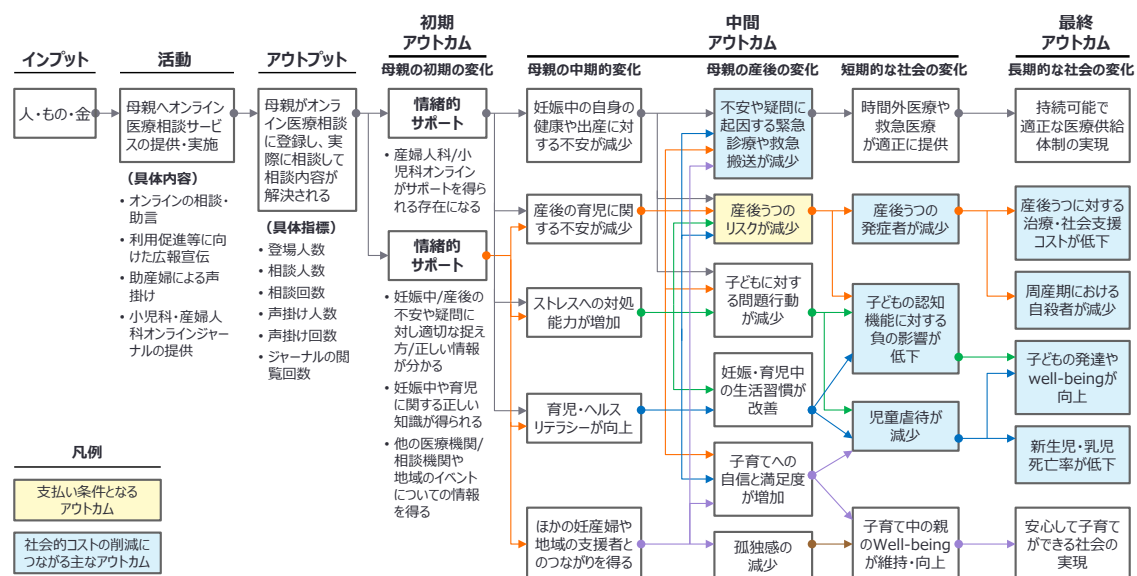 初期
アウトカム
中間
アウトカム
最終
アウトカム
インプット
活動
アウトプット
母親の初期の変化
母親の中期的変化
母親の産後の変化
短期的な社会の変化
長期的な社会の変化
人・もの・金
母親へオンライン
医療相談サービ
スの提供・実施
（具体内容）
• オンラインの相談・
助言
• 利用促進等に向
けた広報宣伝
• 助産婦による声
掛け
• 小児科・産婦人
科オンラインジャー
ナルの提供
母親がオンラ
イン医療相談
に登録し、実
際に相談して
相談内容が
解決される
（具体指標）
• 登場人数
• 相談人数
• 相談回数
• 声掛け人数
• 声掛け回数
• ジャーナルの閲
覧回数
情緒的
サポート
• 産婦人科/小
児科オンライン
がサポートを得ら
れる存在になる
情緒的
サポート
• 妊娠中/産後の
不安や疑問に
対し適切な捉え
方/正しい情報
が分かる
• 妊娠中や育児
に関する正しい
知識が得られる
• 他の医療機関/
相談機関や
地域のイベント
についての情報
を得る
妊娠中の自身の
健康や出産に対
する不安が減少
産後の育児に関
する不安が減少
ストレスへの対処
能力が増加
育児・ヘルス
リテラシーが向上
ほかの妊産婦や
地域の支援者と
のつながりを得る
不安や疑問に
起因する緊急
診療や救急
搬送が減少
産後うつの
リスクが減少
子どもに対す
る問題行動
が減少
妊娠・育児中
の生活習慣が
改善
子育てへの
自信と満足度
が増加
孤独感の
減少
時間外医療や
救急医療
が適正に提供
産後うつの
発症者が減少
子どもの認知
機能に対する
負の影響が
低下
児童虐待が
減少
子育て中の親
のWell-being
が維持・向上
持続可能で
適正な医療供給
体制の実現
産後うつに対する
治療・社会支援
コストが低下
周産期における
自殺者が減少
子どもの発達や
well-beingが
向上
新生児・乳児
死亡率が低下
安心して子育て
ができる社会の
実現
凡例
支払い条件となる
アウトカム
社会的コストの削減に
つながる主なアウトカム